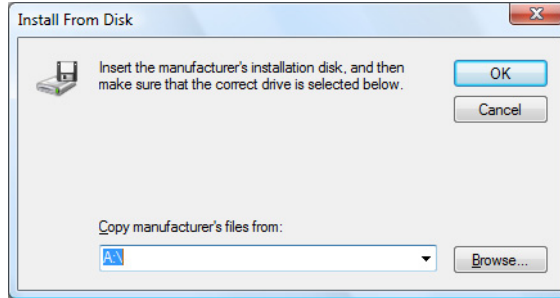 Install From Disk
Insert the manufacturer's installation disk, and then
make sure that the correct drive is selected below.
OK
Cancel
Copy manufacturer's files from:
A:\
Browse...